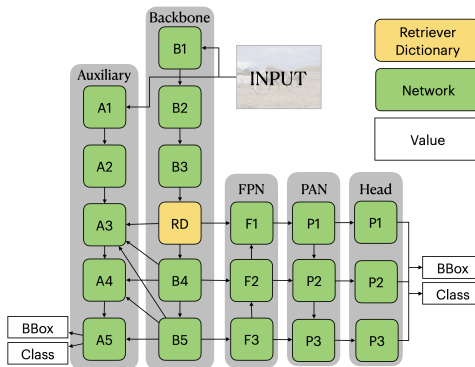 Backbone
Auxiliary
B1
INPUT
A1
B2
A2
B3
FPN
PAN
Head
A3
RD
F1
P1
P1
A4
B4
F2
P2
P2
A5
B5
F3
P3
P3
BBox
Class
BBox
Class
Retriever
Dictionary
Network
Value